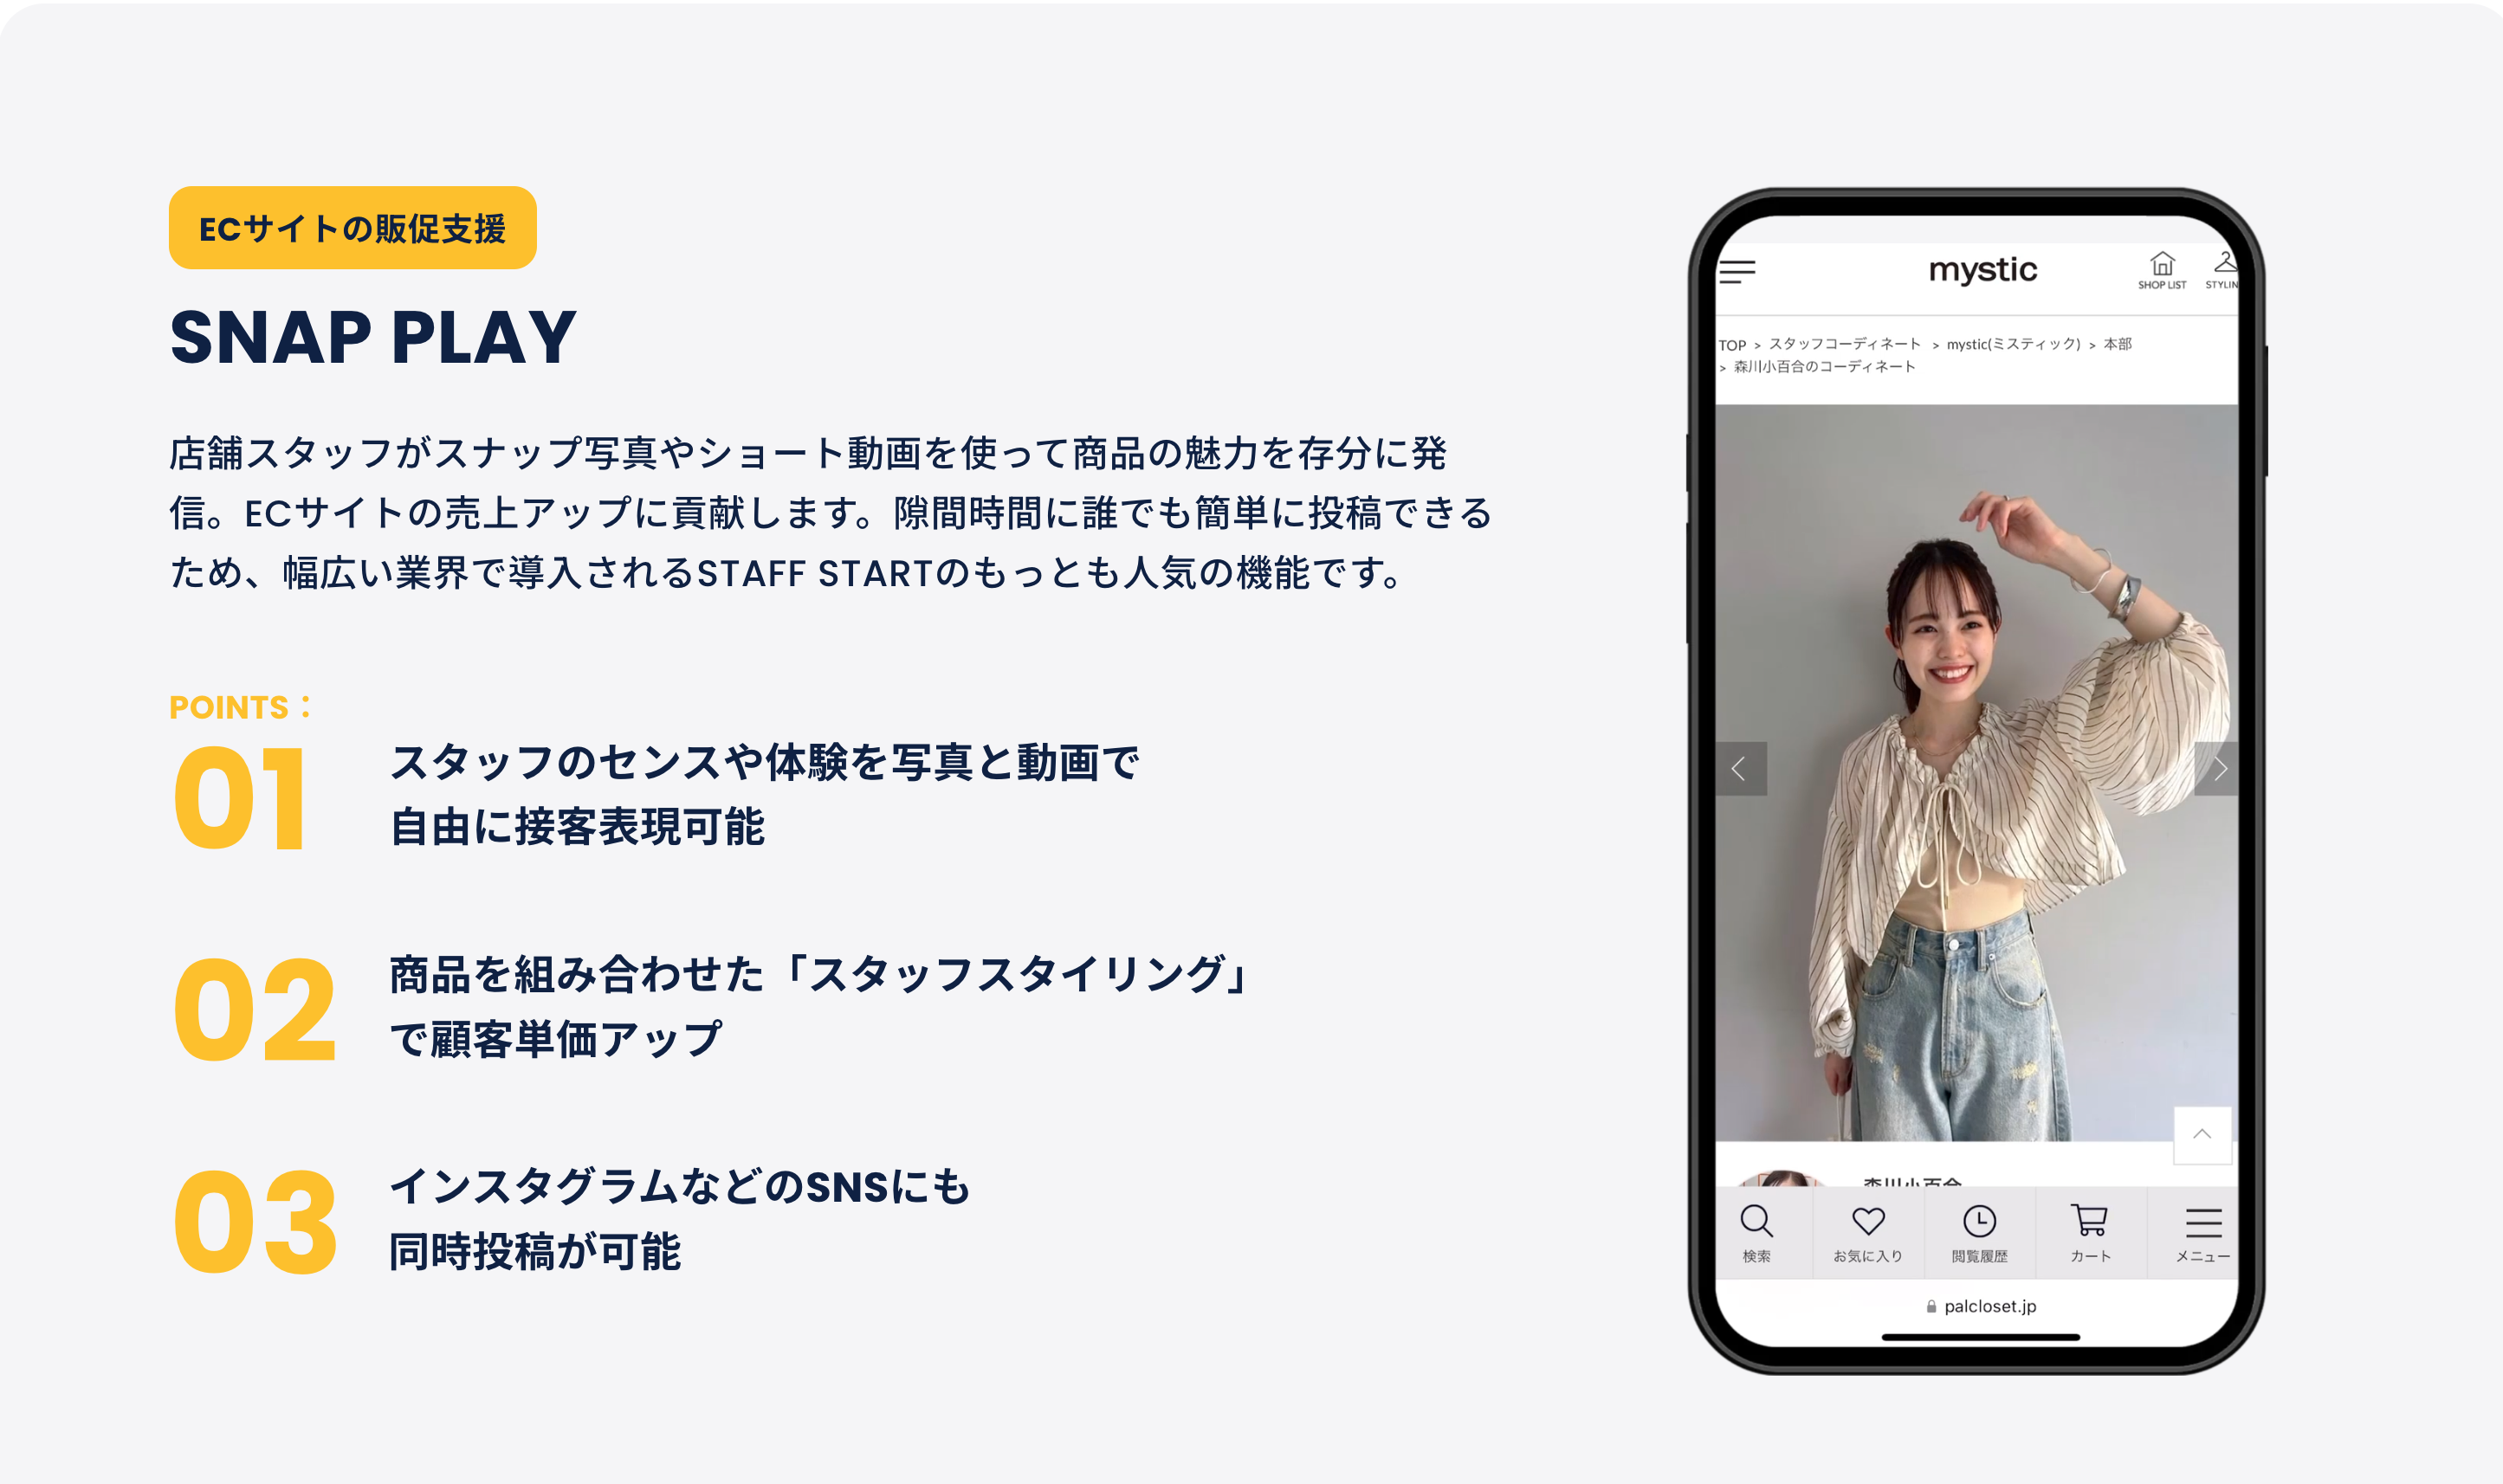 ECサイトの販促支援
SNAP PLAY
店舗スタッフがスナップ写真やショート動画を使って商品の魅力を存分に発
信。ECサイトの売上アップに貢献します。隙間時間に誰でも簡単に投稿できる
ため、幅広い業界で導入されるSTAFF STARTのもっとも人気の機能です。
POINTS：
01
スタッフのセンスや体験を写真と動画で
自由に接客表現可能
02
商品を組み合わせた「スタッフスタイリング」
で顧客単価アップ
03
インスタグラムなどのSNSにも
同時投稿が可能
mystic
SHOP LIST
STYLIN
TOP > スタッフコーディネート > mystic(ミスティック) > 本部
> 森川小百合のコーディネート
森川小百合
検索
お気に入り
閲覧履歴
カート
メニュー
palcloset.jp